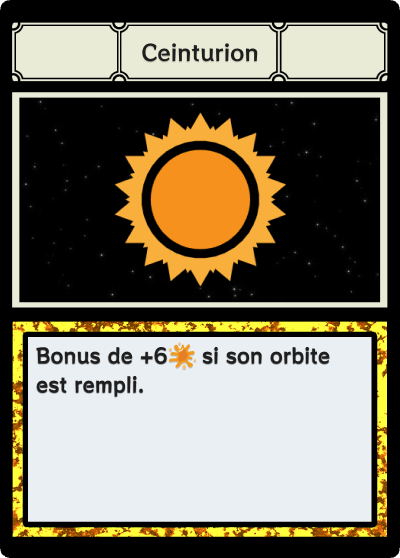 Ceinturion
Bonus de +6 si son orbite
est rempli.